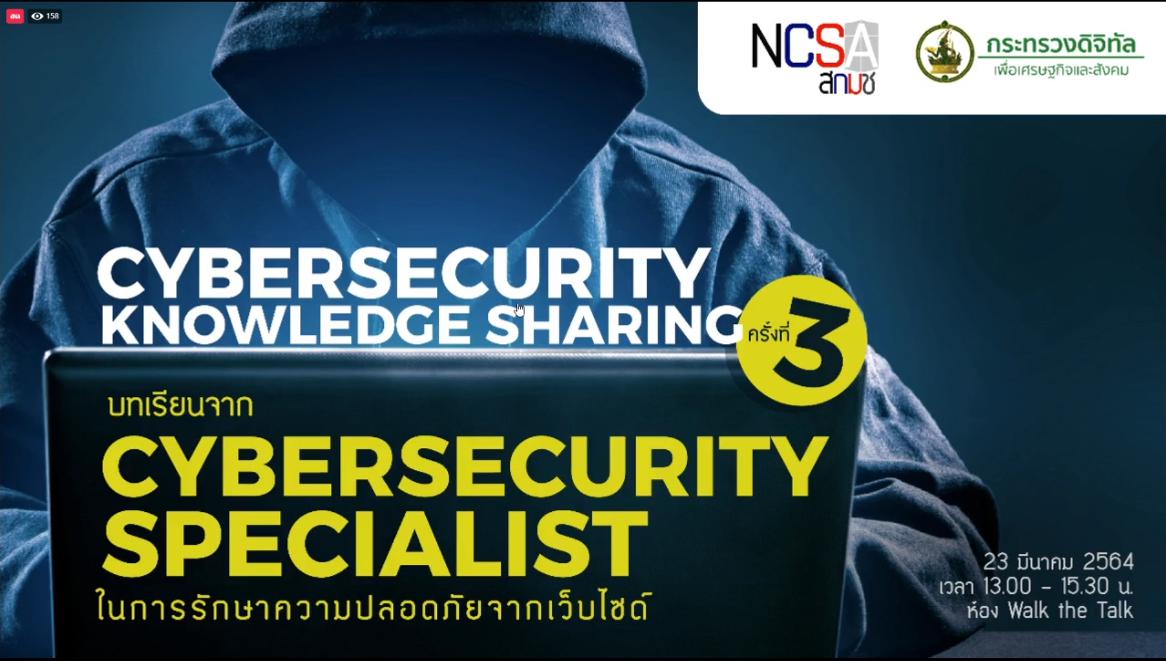 สด 158
NCSA
สกมช
กระทรวงดิจิทัล
เพื่อเศรษฐกิจและสังคม
CYBERSECURITY
KNOWLEDGE SHARING
ครั้งที่ 3
บทเรียนจาก
CYBERSECURITY
SPECIALIST
ในการรักษาความปลอดภัยจากเว็บไซด์
23 มีนาคม 2564
เวลา 13.00 - 15.30 น.
ห้อง Walk the Talk